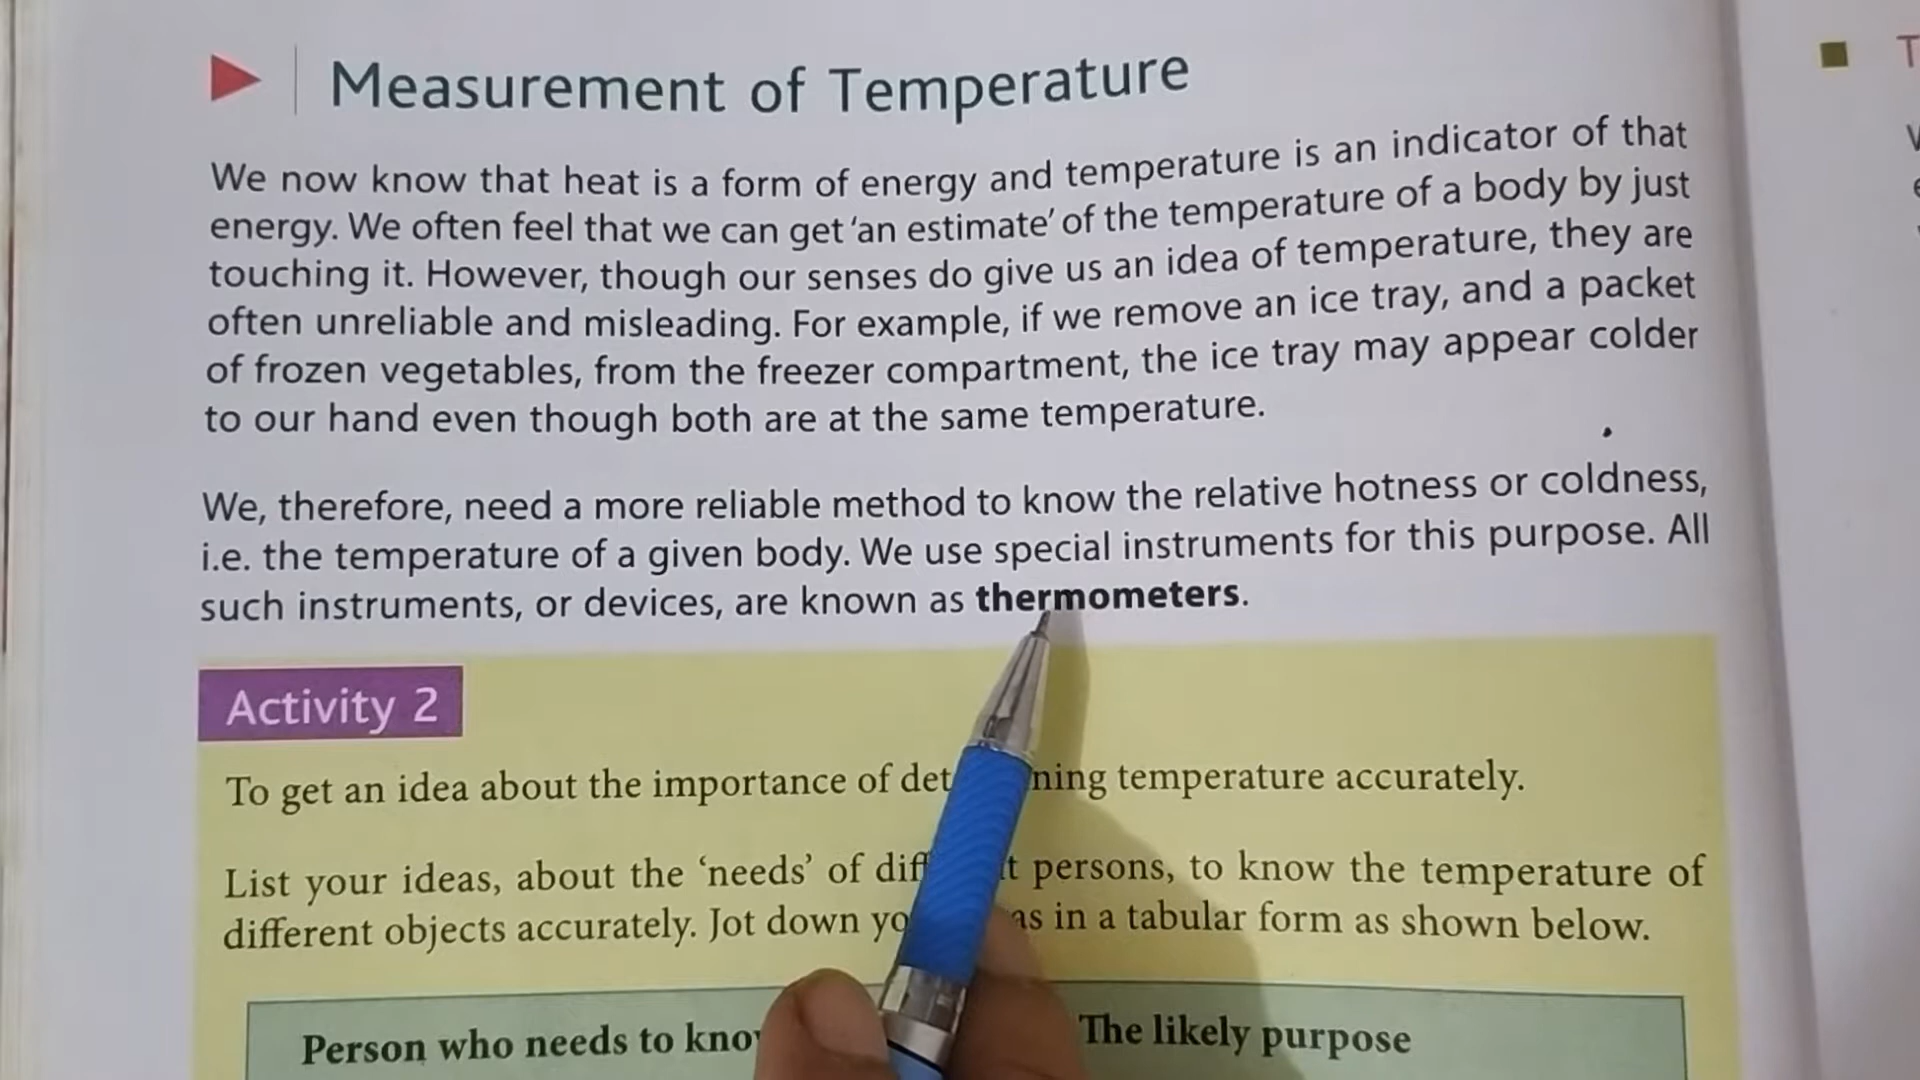 Measurement of Temperature
We now know that heat is a form of energy and temperature is an indicator of that
energy. We often feel that we can get ‘an estimate’ of the temperature of a body by just
touching it. However, though our senses do give us an idea of temperature, they are
often unreliable and misleading. For example, if we remove an ice tray, and a packet
of frozen vegetables, from the freezer compartment, the ice tray may appear colder
to our hand even though both are at the same temperature.
We, therefore, need a more reliable method to know the relative hotness or coldness,
i.e. the temperature of a given body. We use special instruments for this purpose. All
such instruments, or devices, are known as thermometers.
Activity 2
To get an idea about the importance of temperature accurately.
List your ideas, about the ‘needs’ of persons, to know the temperature of
different objects accurately. Jot down in a tabular form as shown below.
Person who needs to The likely purpose